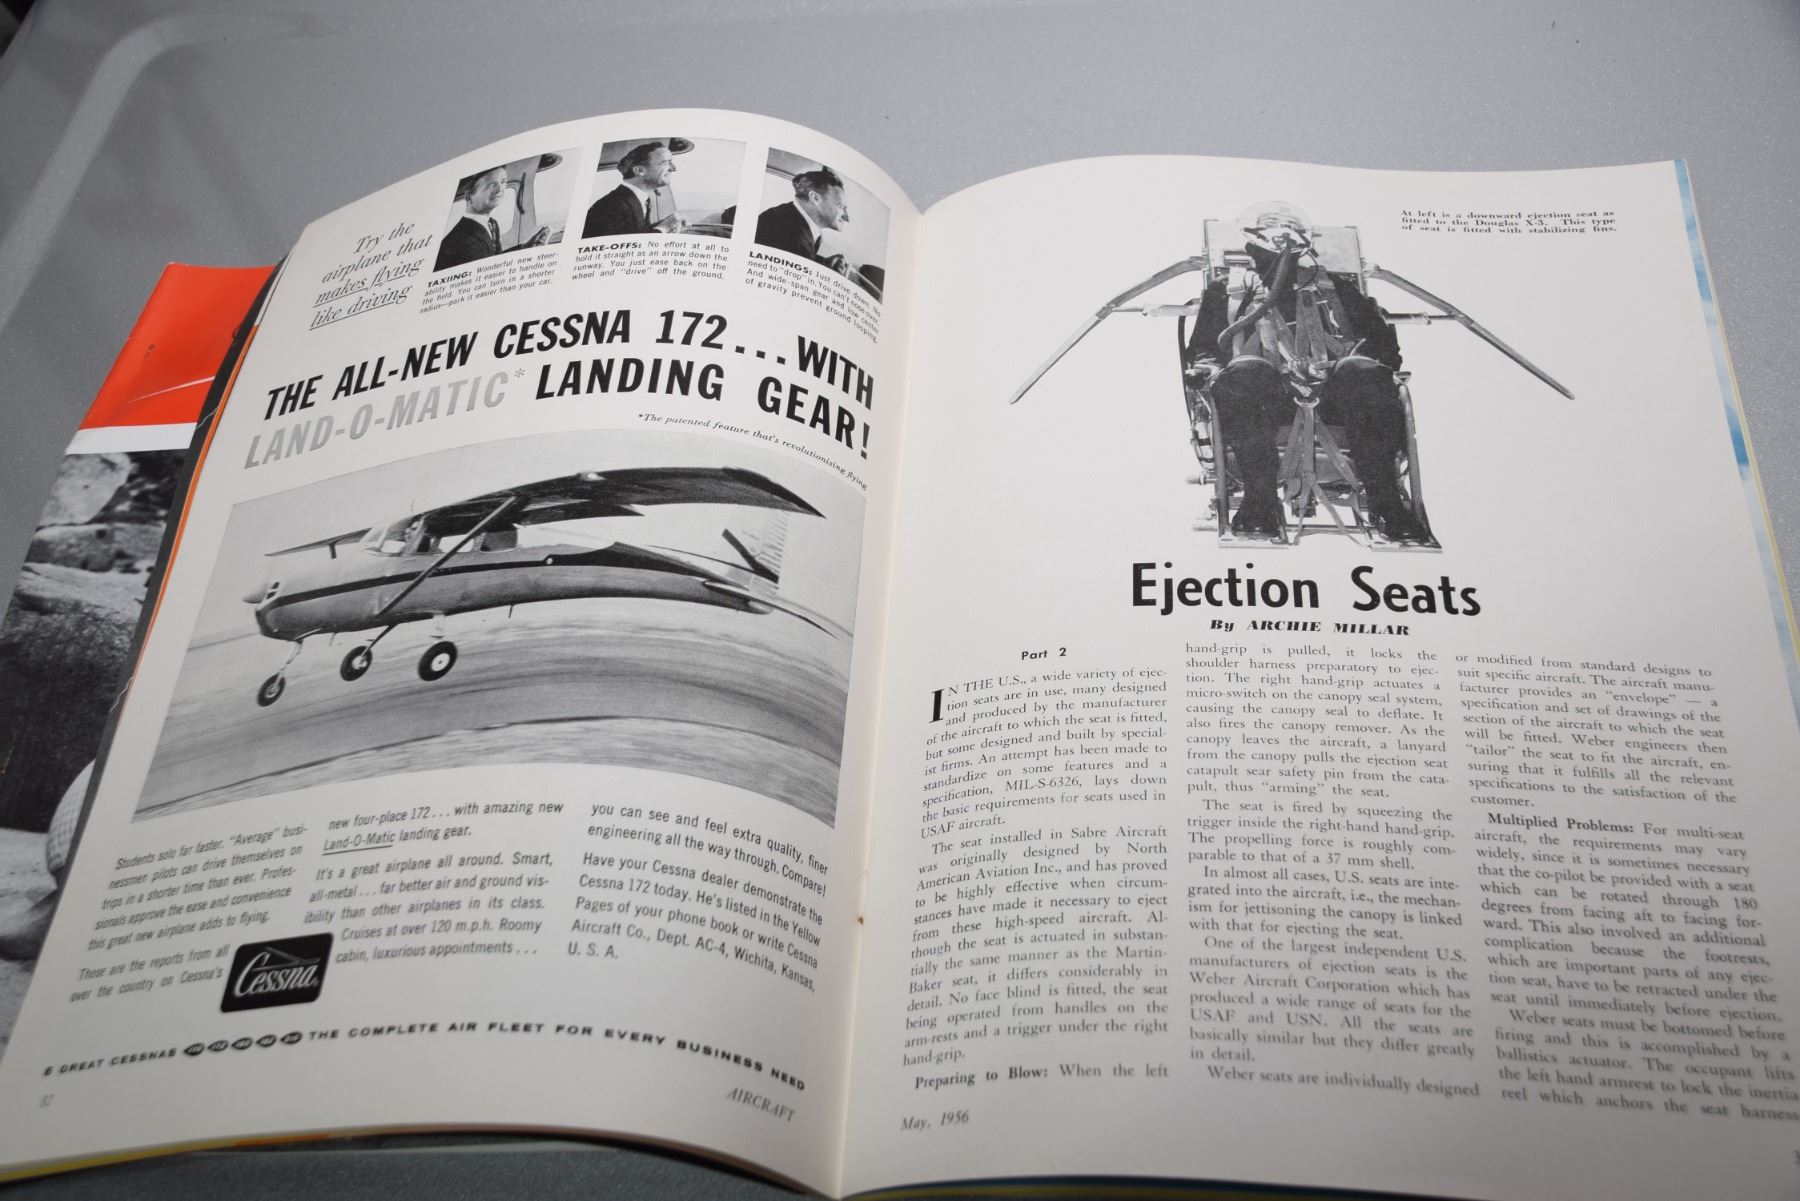 Try the
airplane that
makes flying
like driving
TAXIING: Wonderful new steer-
ability makes it easier to handle on
the field. You can turn in a shorter
radius—park it easier than your car.
TAKE-OFFS: No effort at all to
hold it straight as an arrow down the
runway. You just ease back on the
wheel and "drive" off the ground.
LANDINGS: Just drive down. No
need to "drop" in. You can't nose over.
And wide-span gear and low center
of gravity prevent ground looping.
THE ALL-NEW CESSNA 172...WITH
LAND-O-MATIC* LANDING GEAR!
*The patented feature that's revolutionizing flying
Students solo far faster. "Average" busi-
nessmen pilots can drive themselves on
trips in a shorter time than ever. Profes-
sionals approve the ease and convenience
this great new airplane adds to flying.
Those are the reports from all
over the country on Cessna's
new four-place 172... with amazing new
Land-O-Matic landing gear.
It's a great airplane all around. Smart,
all-metal... far better air and ground vis-
ibility than other airplanes in its class.
Cruises at over 120 m.p.h. Roomy
cabin, luxurious appointments...
you can see and feel extra quality, finer
engineering all the way through. Compare!
Have your Cessna dealer demonstrate the
Cessna 172 today. He's listed in the Yellow
Pages of your phone book or write Cessna
Aircraft Co., Dept. AC-4, Wichita, Kansas,
U. S. A.
Cessna
6 GREAT CESSNAS THE COMPLETE AIR FLEET FOR EVERY BUSINESS NEED
32
AIRCRAFT
At left is a downward ejection seat as
fitted to the Douglas X-3. This type
of seat is fitted with stabilizing fins.
Ejection Seats
By ARCHIE MILLAR
Part 2
IN THE U.S., a wide variety of ejec-
tion seats are in use, many designed
and produced by the manufacturer
of the aircraft to which the seat is fitted,
but some designed and built by special-
ist firms. An attempt has been made to
standardize on some features and a
specification, MIL-S-6326, lays down
the basic requirements for seats used in
USAF aircraft.
The seat installed in Sabre Aircraft
was originally designed by North
American Aviation Inc., and has proved
to be highly effective when circum-
stances have made it necessary to eject
from these high-speed aircraft. Al-
though the seat is actuated in substan-
tially the same manner as the Martin-
Baker seat, it differs considerably in
detail. No face blind is fitted, the seat
being operated from handles on the
arm-rests and a trigger under the right
hand-grip.
Preparing to Blow: When the left
hand-grip is pulled, it locks the
shoulder harness preparatory to ejec-
tion. The right hand-grip actuates a
micro-switch on the canopy seal system,
causing the canopy seal to deflate. It
also fires the canopy remover. As the
canopy leaves the aircraft, a lanyard
from the canopy pulls the ejection seat
catapult sear safety pin from the cata-
pult, thus "arming" the seat.
The seat is fired by squeezing the
trigger inside the right-hand hand-grip.
The propelling force is roughly com-
parable to that of a 37 mm shell.
In almost all cases, U.S. seats are inte-
grated into the aircraft, i.e., the mechan-
ism for jettisoning the canopy is linked
with that for ejecting the seat.
One of the largest independent U.S.
manufacturers of ejection seats is the
Weber Aircraft Corporation which has
produced a wide range of seats for the
USAF and USN. All the seats are
basically similar but they differ greatly
in detail.
Weber seats are individually designed
or modified from standard designs to
suit specific aircraft. The aircraft manu-
facturer provides an "envelope" — a
specification and set of drawings of the
section of the aircraft to which the seat
will be fitted. Weber engineers then
"tailor" the seat to fit the aircraft, en-
suring that it fulfills all the relevant
specifications to the satisfaction of the
customer.
Multiplied Problems: For multi-seat
aircraft, the requirements may vary
widely, since it is sometimes necessary
that the co-pilot be provided with a seat
which can be rotated through 180
degrees from facing aft to facing for-
ward. This also involved an additional
complication because the footrests,
which are important parts of any ejec-
tion seat, have to be retracted under the
seat until immediately before ejection.
Weber seats must be bottomed before
firing and this is accomplished by a
ballistics actuator. The occupant lifts
the left hand armrest to lock the inertia
reel which anchors the seat harness
May, 1956